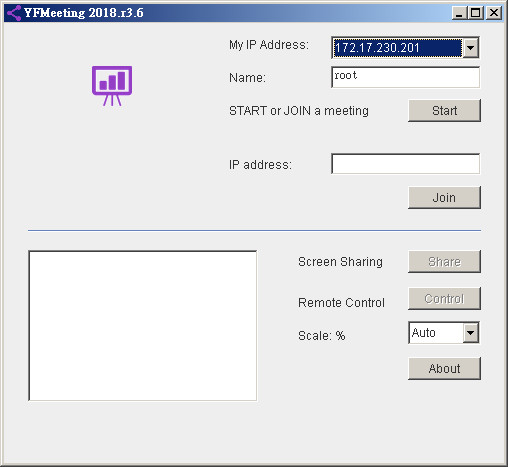 YFMeeting 2018.r3.6
My IP Address: 172.17.230.201
Name: root
START or JOIN a meeting Start
IP address:
Join
Screen Sharing Share
Remote Control Control
Scale: % Auto
About